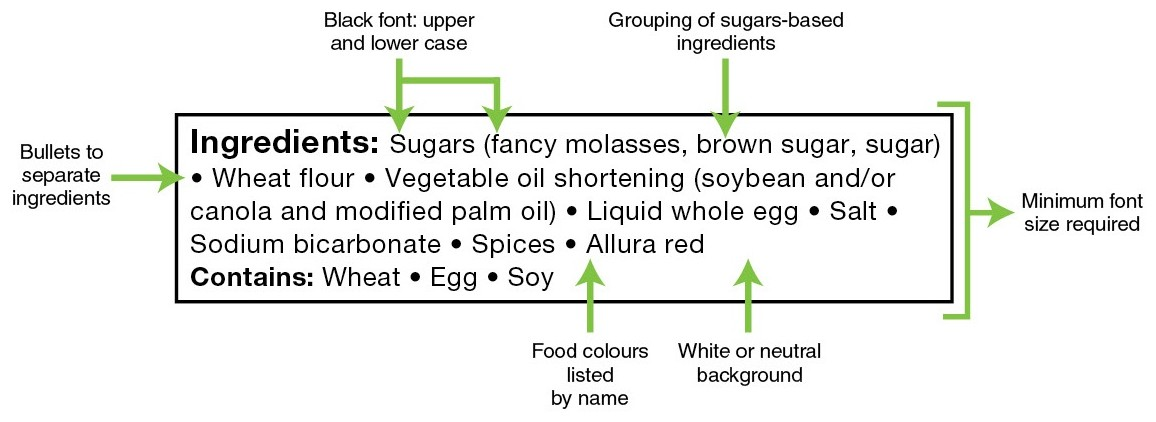 Black font: upper
and lower case
Grouping of sugars-based
ingredients
Bullets to
separate
ingredients
Ingredients: Sugars (fancy molasses, brown sugar, sugar)
• Wheat flour • Vegetable oil shortening (soybean and/or
canola and modified palm oil) • Liquid whole egg • Salt •
Sodium bicarbonate • Spices • Allura red
Contains: Wheat • Egg • Soy
Minimum font
size required
Food colours
listed
by name
White or neutral
background